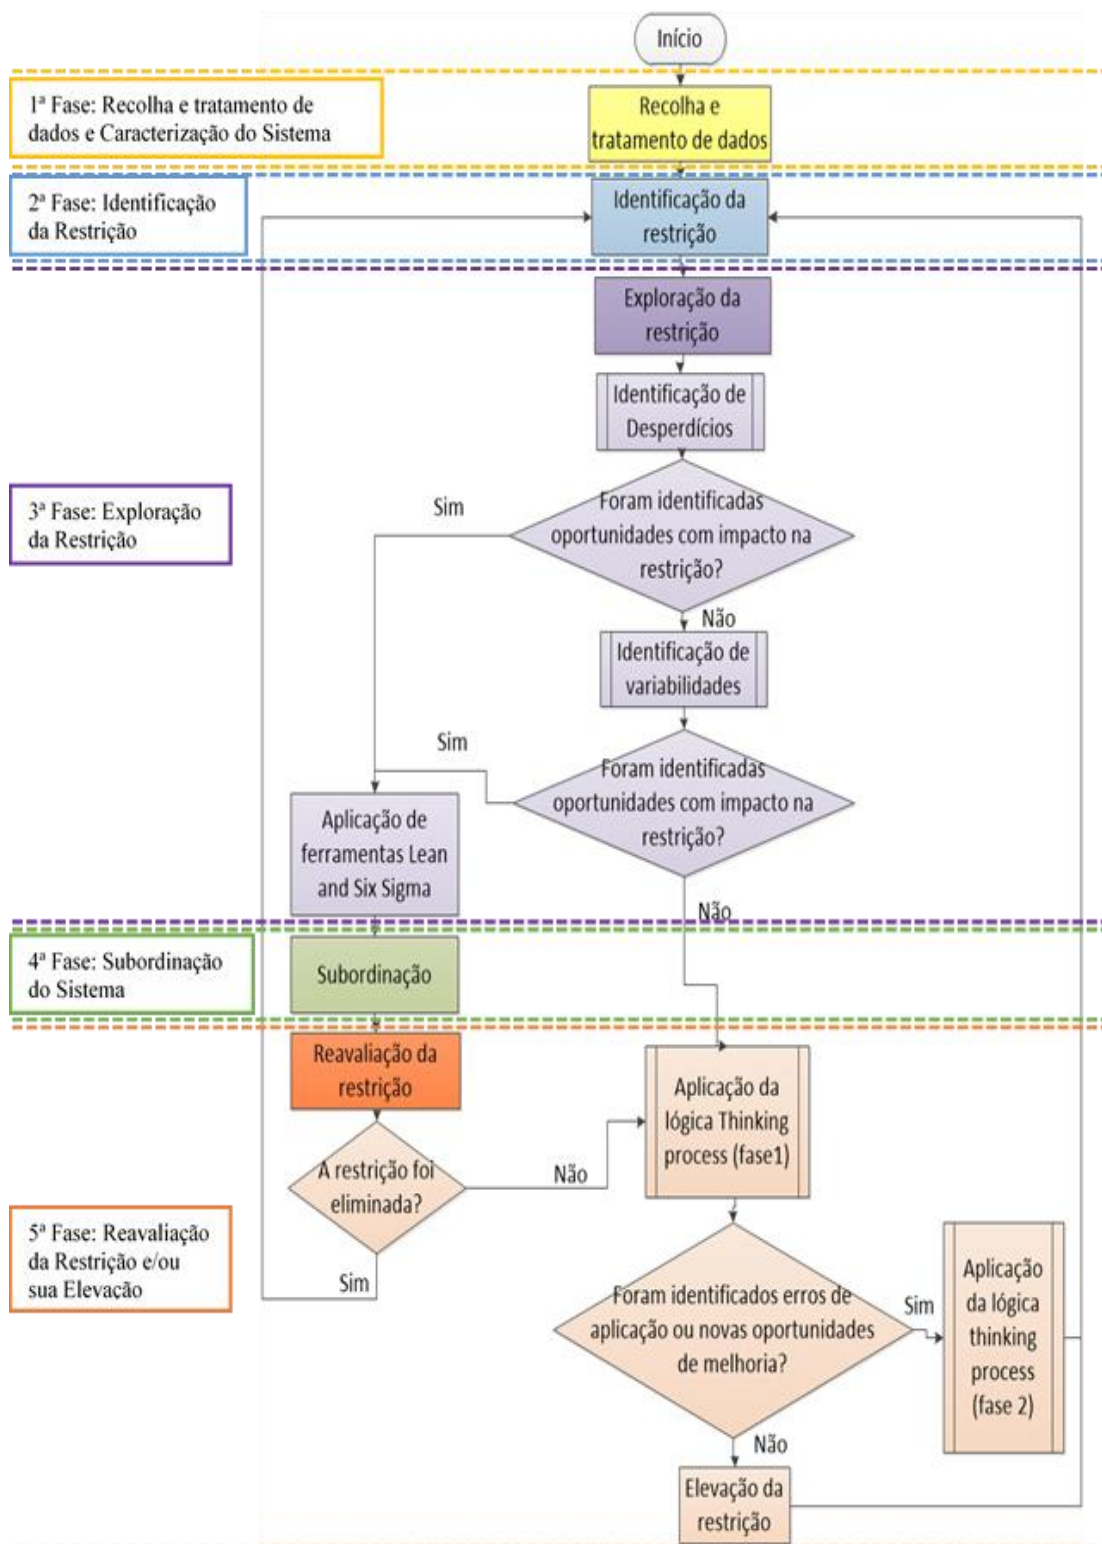 Início
1ª Fase: Recolha e tratamento de
dados e Caracterização do Sistema
Recolha e
tratamento de dados
2ª Fase: Identificação
da Restrição
Identificação da
restrição
Exploração da
restrição
Identificação de
Desperdícios
3ª Fase: Exploração
da Restrição
Sim
Foram identificadas
oportunidades com impacto na
restrição?
Não
Identificação de
variabilidades
Sim
Foram identificadas
oportunidades com impacto na
restrição?
Aplicação de
ferramentas Lean
and Six Sigma
Não
4ª Fase: Subordinação
do Sistema
Subordinação
Reavaliação da
restrição
Aplicação da
lógica Thinking
process (fase1)
A restrição foi
eliminada?
Não
Sim
5ª Fase: Reavaliação
da Restrição e/ou
sua Elevação
Foram identificados erros de
aplicação ou novas oportunidades
de melhoria?
Sim
Aplicação
da lógica
thinking
process
(fase 2)
Não
Elevação da
restrição